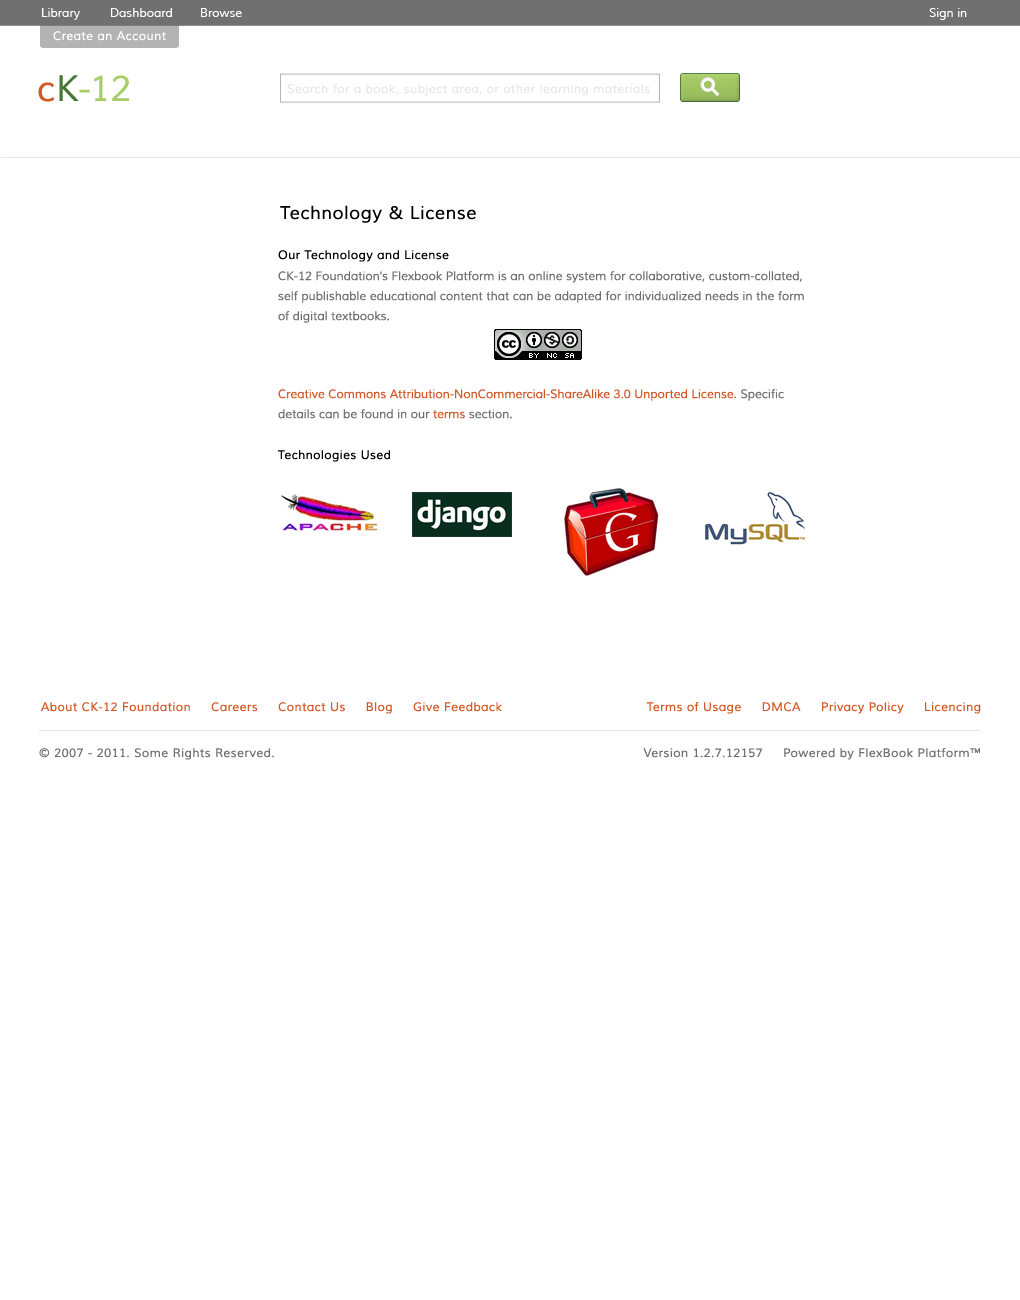 Library Dashboard Browse Sign in
Create an Account
cK-12
Search for a book, subject area, or other learning materials
Technology & License
Our Technology and License
CK-12 Foundation's Flexbook Platform is an online system for collaborative, custom-collated,
self publishable educational content that can be adapted for individualized needs in the form
of digital textbooks.
cc BY NC SA
Creative Commons Attribution-NonCommercial-ShareAlike 3.0 Unported License. Specific
details can be found in our terms section.
Technologies Used
APACHE django G MySQL™
About CK-12 Foundation Careers Contact Us Blog Give Feedback Terms of Usage DMCA Privacy Policy Licencing
© 2007 - 2011. Some Rights Reserved. Version 1.2.7.12157 Powered by FlexBook Platform™